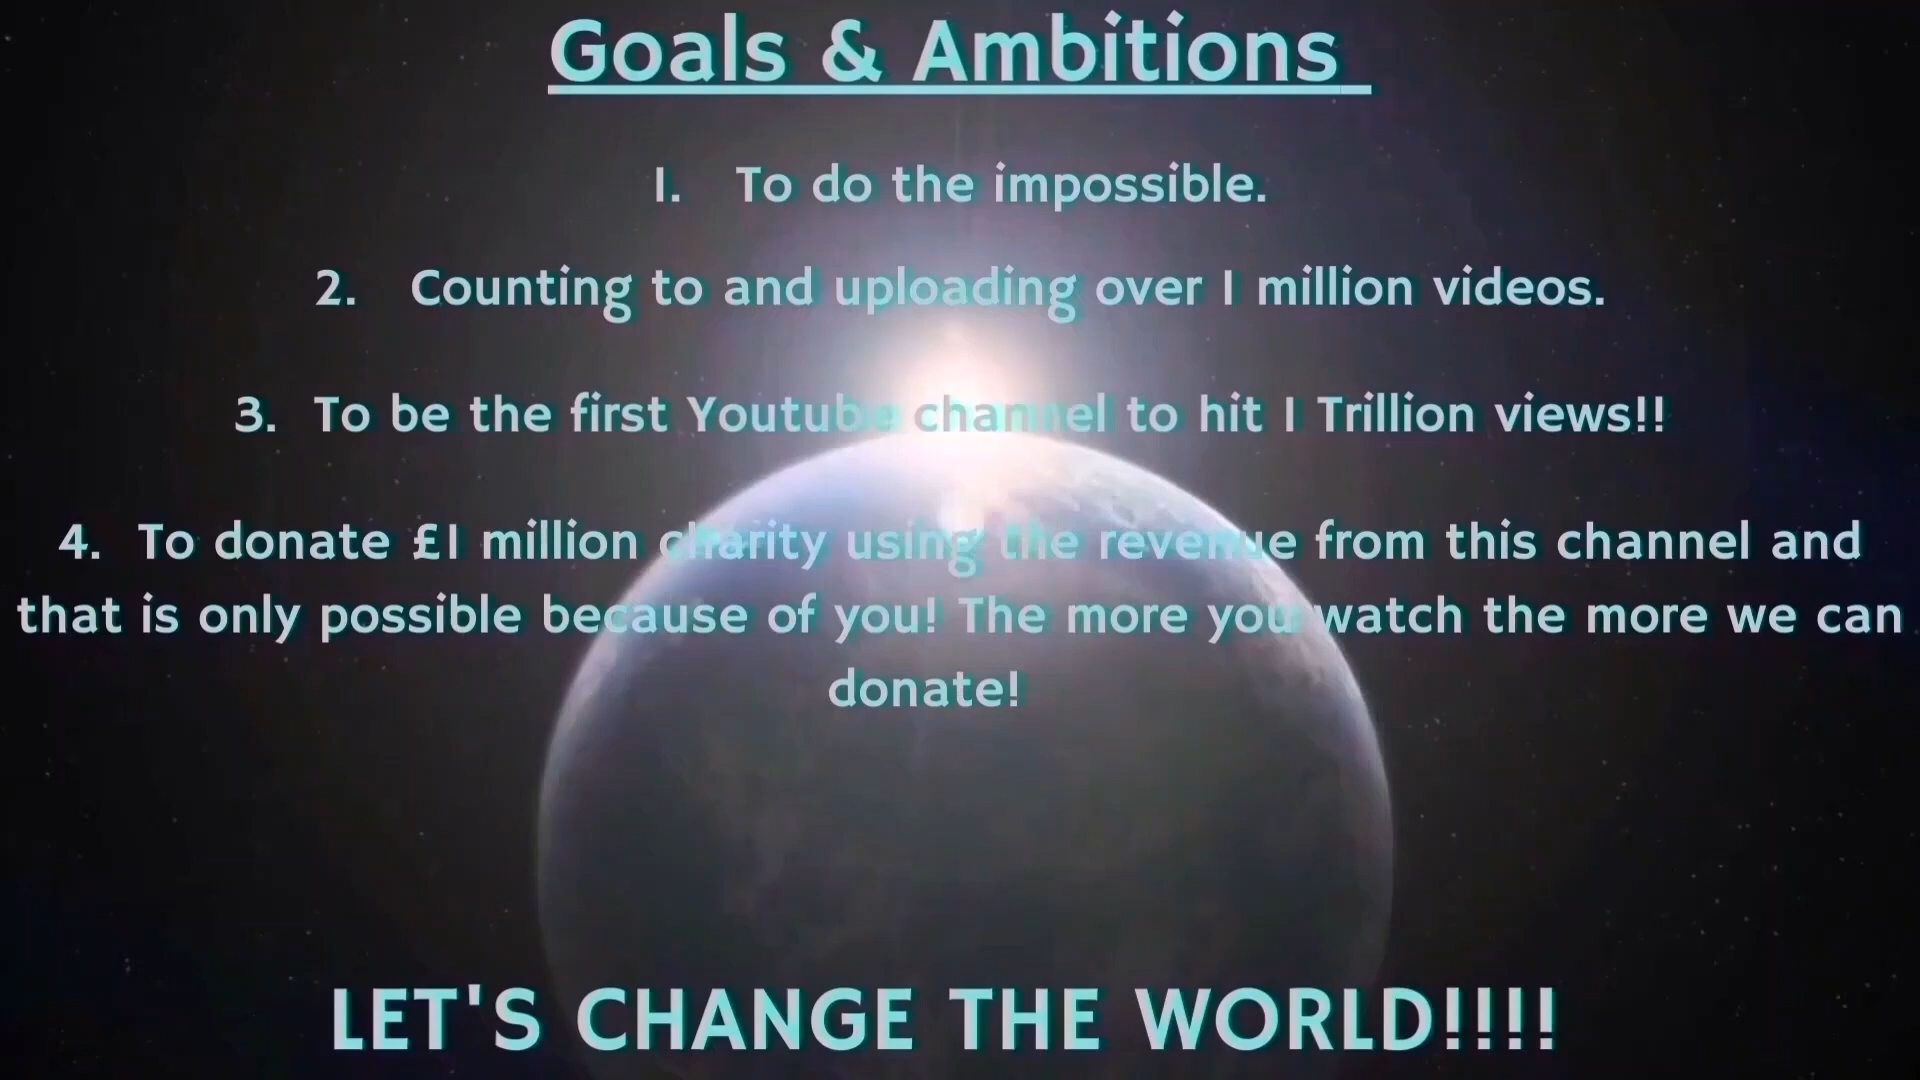 Goals & Ambitions
1. To do the impossible.
2. Counting to and uploading over 1 million videos.
3. To be the first Youtube channel to hit 1 Trillion views!!
4. To donate £1 million charity using the revenue from this channel and
that is only possible because of you! The more you watch the more we can
donate!
LET'S CHANGE THE WORLD!!!!